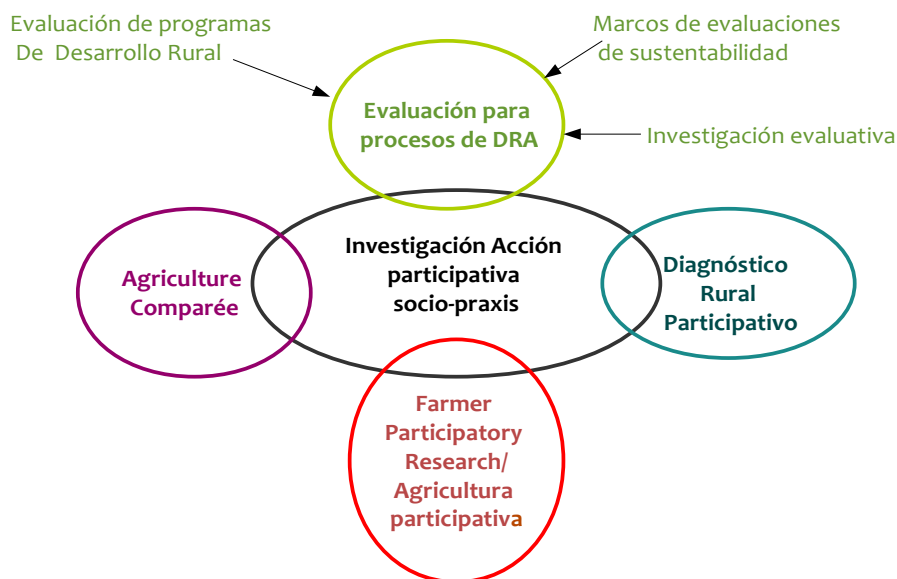 Evaluación de programas
De Desarrollo Rural
Marcos de evaluaciones
de sustentabilidad
Evaluación para
procesos de DRA
Investigación evaluativa
Investigación Acción
participativa
socio-praxis
Agriculture
Comparée
Diagnóstico
Rural
Participativo
Farmer
Participatory
Research/
Agricultura
participativa